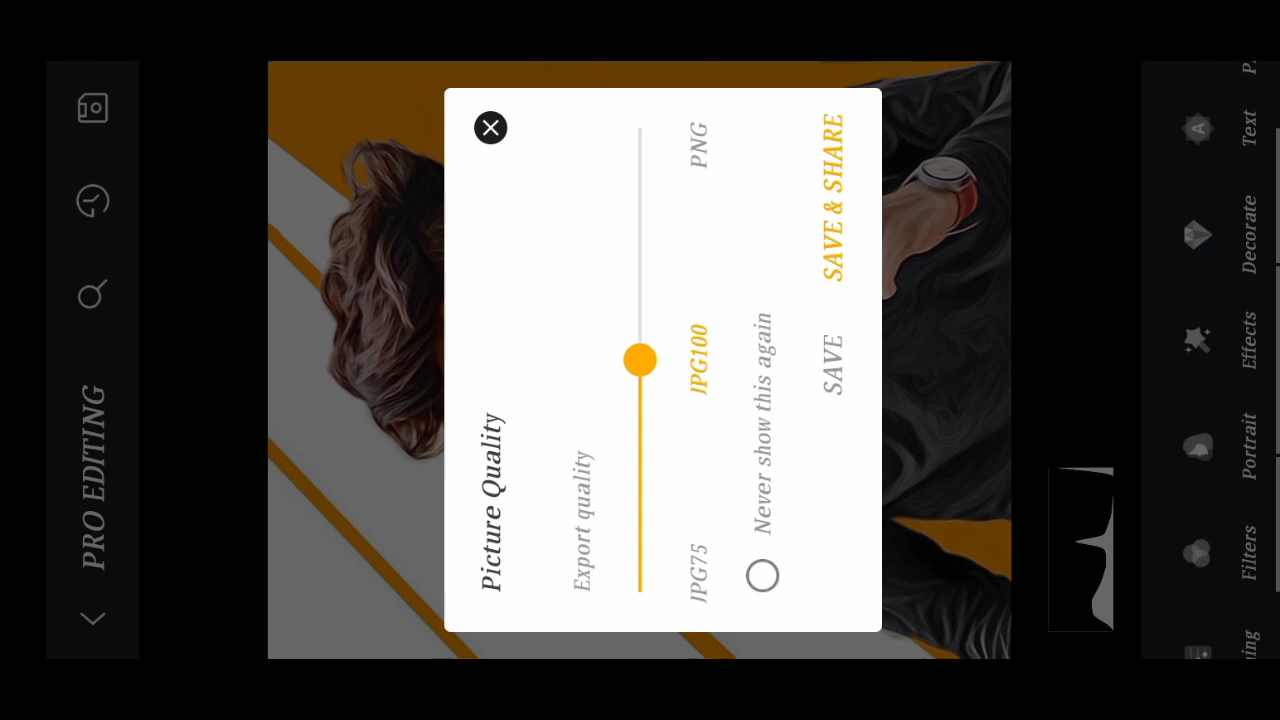 PRO EDITING
Picture Quality
Export quality
JPG75 JPG100 PNG
Never show this again
SAVE SAVE & SHARE
Filters Portrait Effects Decorate Text
A